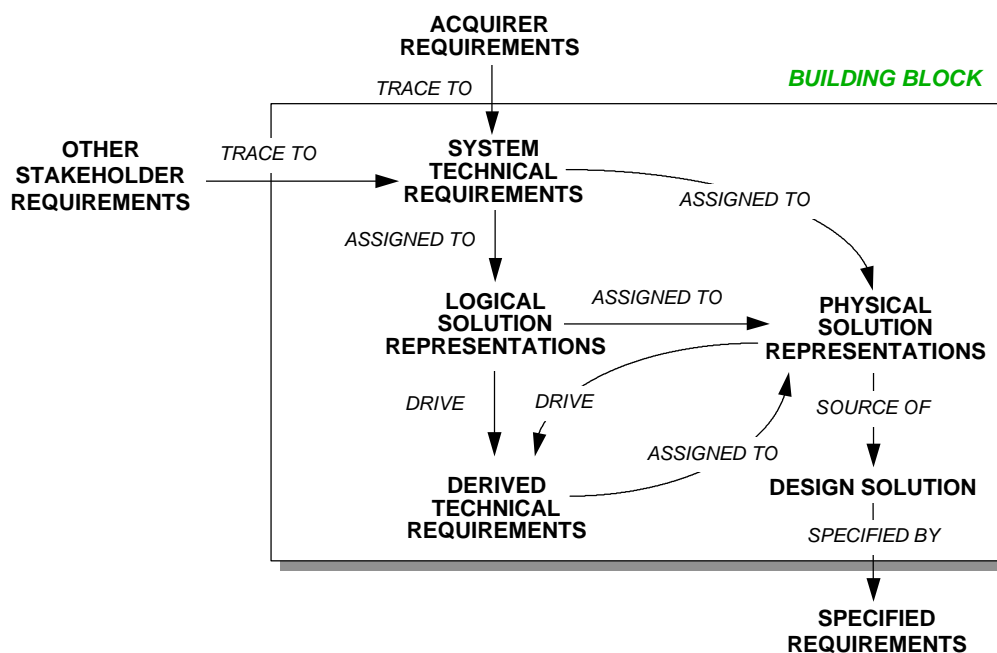 ACQUIRER
REQUIREMENTS
BUILDING BLOCK
TRACE TO
OTHER
STAKEHOLDER
REQUIREMENTS
TRACE TO
SYSTEM
TECHNICAL
REQUIREMENTS
ASSIGNED TO
ASSIGNED TO
LOGICAL
SOLUTION
REPRESENTATIONS
ASSIGNED TO
PHYSICAL
SOLUTION
REPRESENTATIONS
DRIVE
DRIVE
SOURCE OF
ASSIGNED TO
DERIVED
TECHNICAL
REQUIREMENTS
DESIGN SOLUTION
SPECIFIED BY
SPECIFIED
REQUIREMENTS